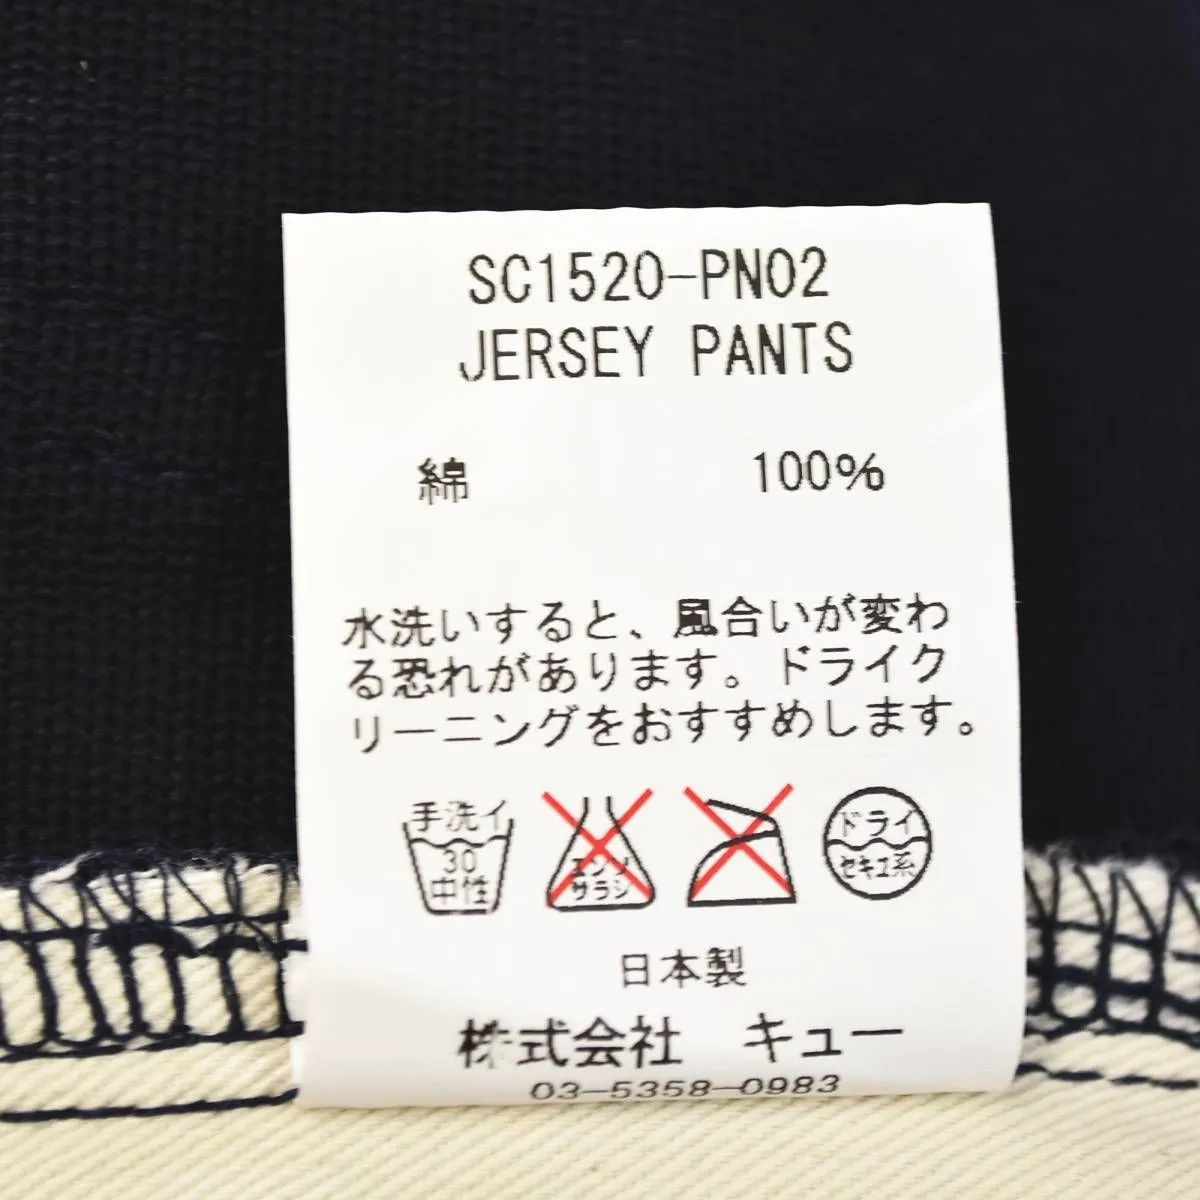 SC1520-PN02
JERSEY PANTS
綿 100%
水洗いすると、風合いが変わ
る恐れがあります。ドライク
リーニングをおすすめします。
手洗イ
30
中性
エンソ
サラシ
ドライ
セキユ系
日本製
株式会社 キュー
03-5358-0983